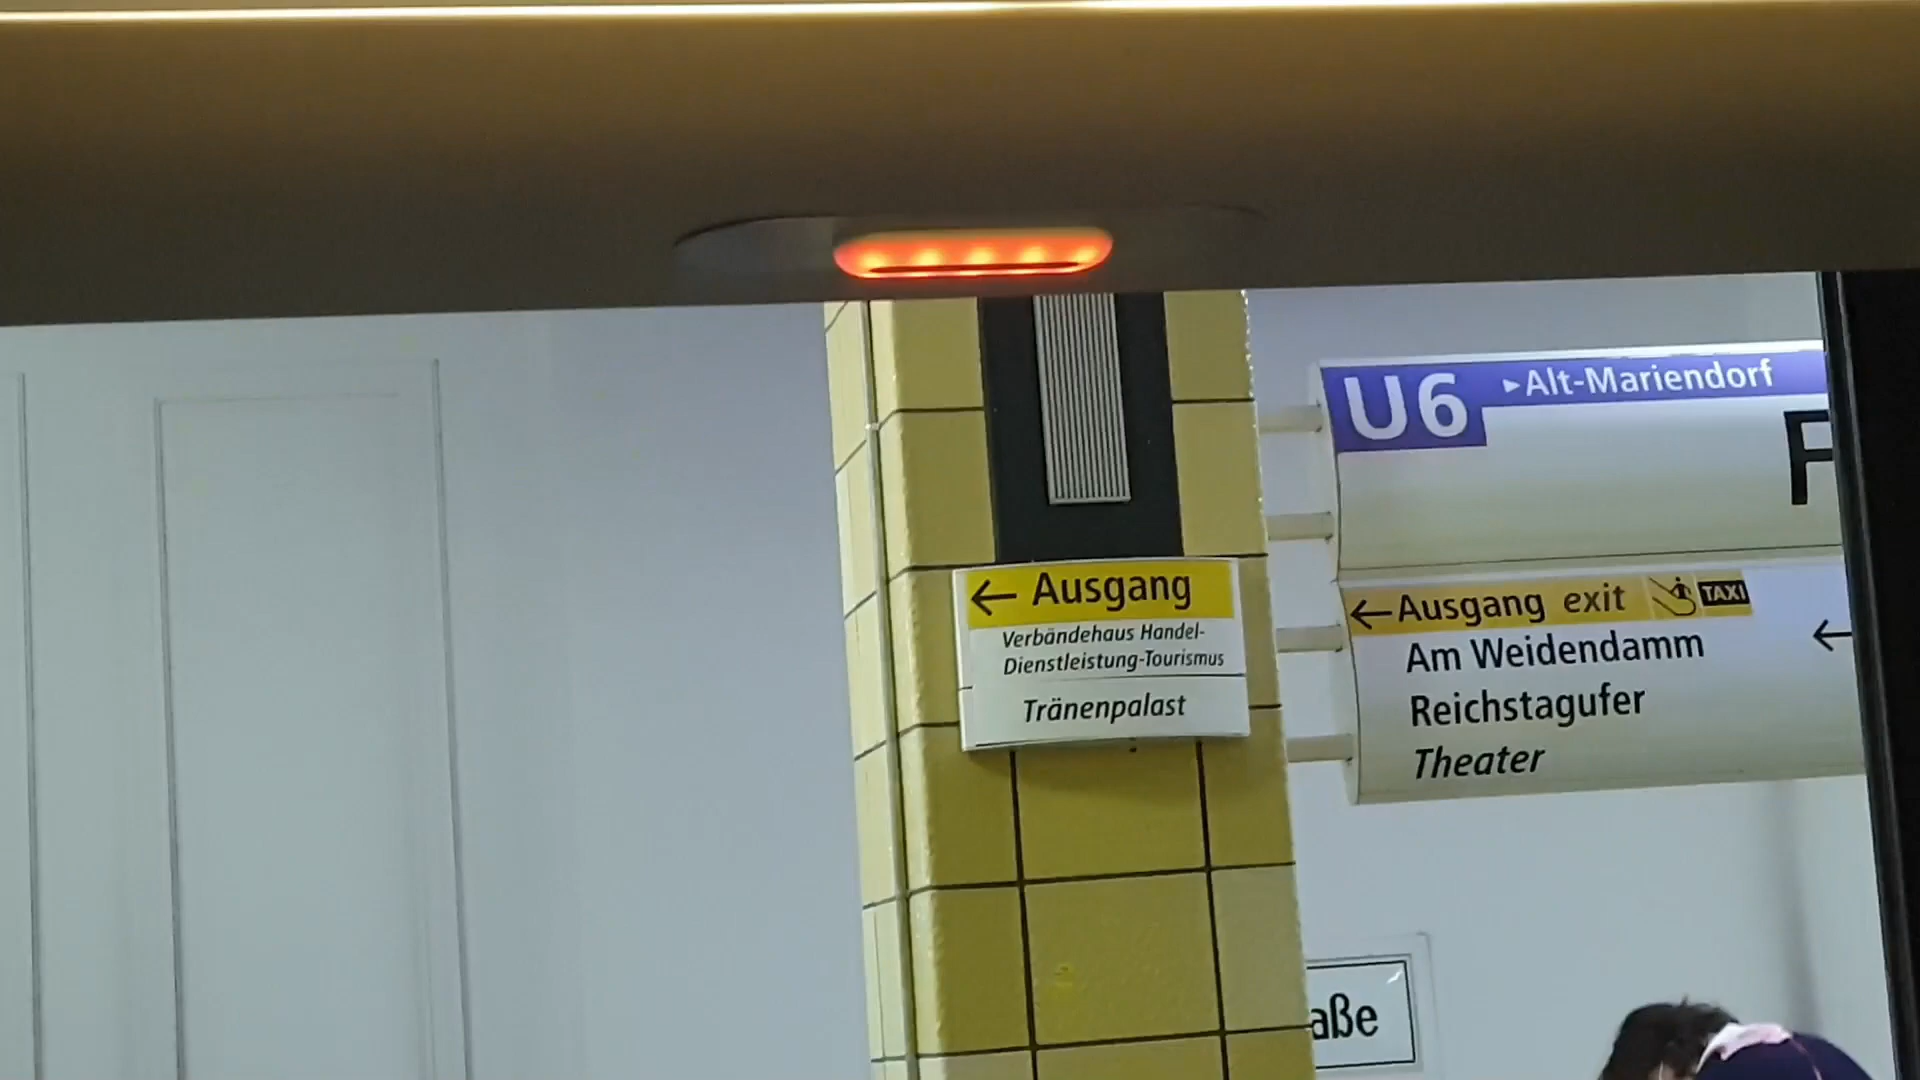 ← Ausgang
Verbändehaus Handel-
Dienstleistung-Tourismus
Tränenpalast
U6 ▸Alt-Mariendorf
F
← Ausgang exit TAXI
Am Weidendamm
Reichstagufer
Theater
←
aße